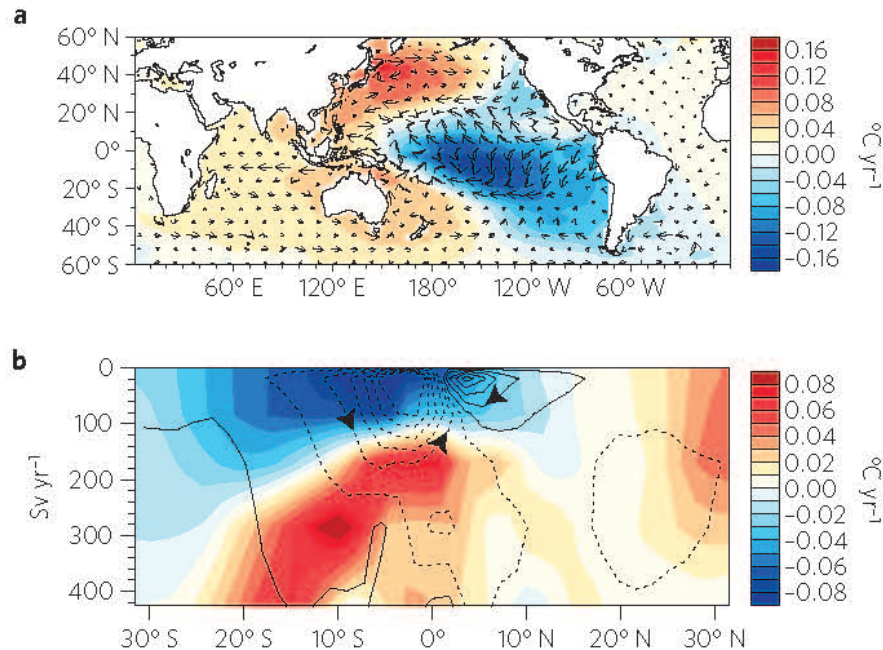 a
60° N
40° N
20° N
0°
20° S
40° S
60° S
60° E
120° E
180°
120° W
60° W
0.16
0.12
0.08
0.04
0.00
-0.04
-0.08
-0.12
-0.16
°C yr⁻¹
b
0
100
200
300
400
Sv yr⁻¹
30° S
20° S
10° S
0°
10° N
20° N
30° N
0.08
0.06
0.04
0.02
0.00
-0.02
-0.04
-0.06
-0.08
°C yr⁻¹